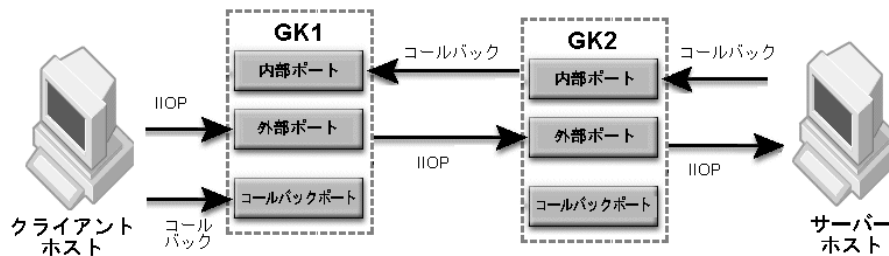 GK1
GK2
コールバック
コールバック
内部ポート
内部ポート
IIOP
外部ポート
外部ポート
IIOP
IIOP
コールバックポート
コールバックポート
クライアント
ホスト
コール
バック
サーバー
ホスト